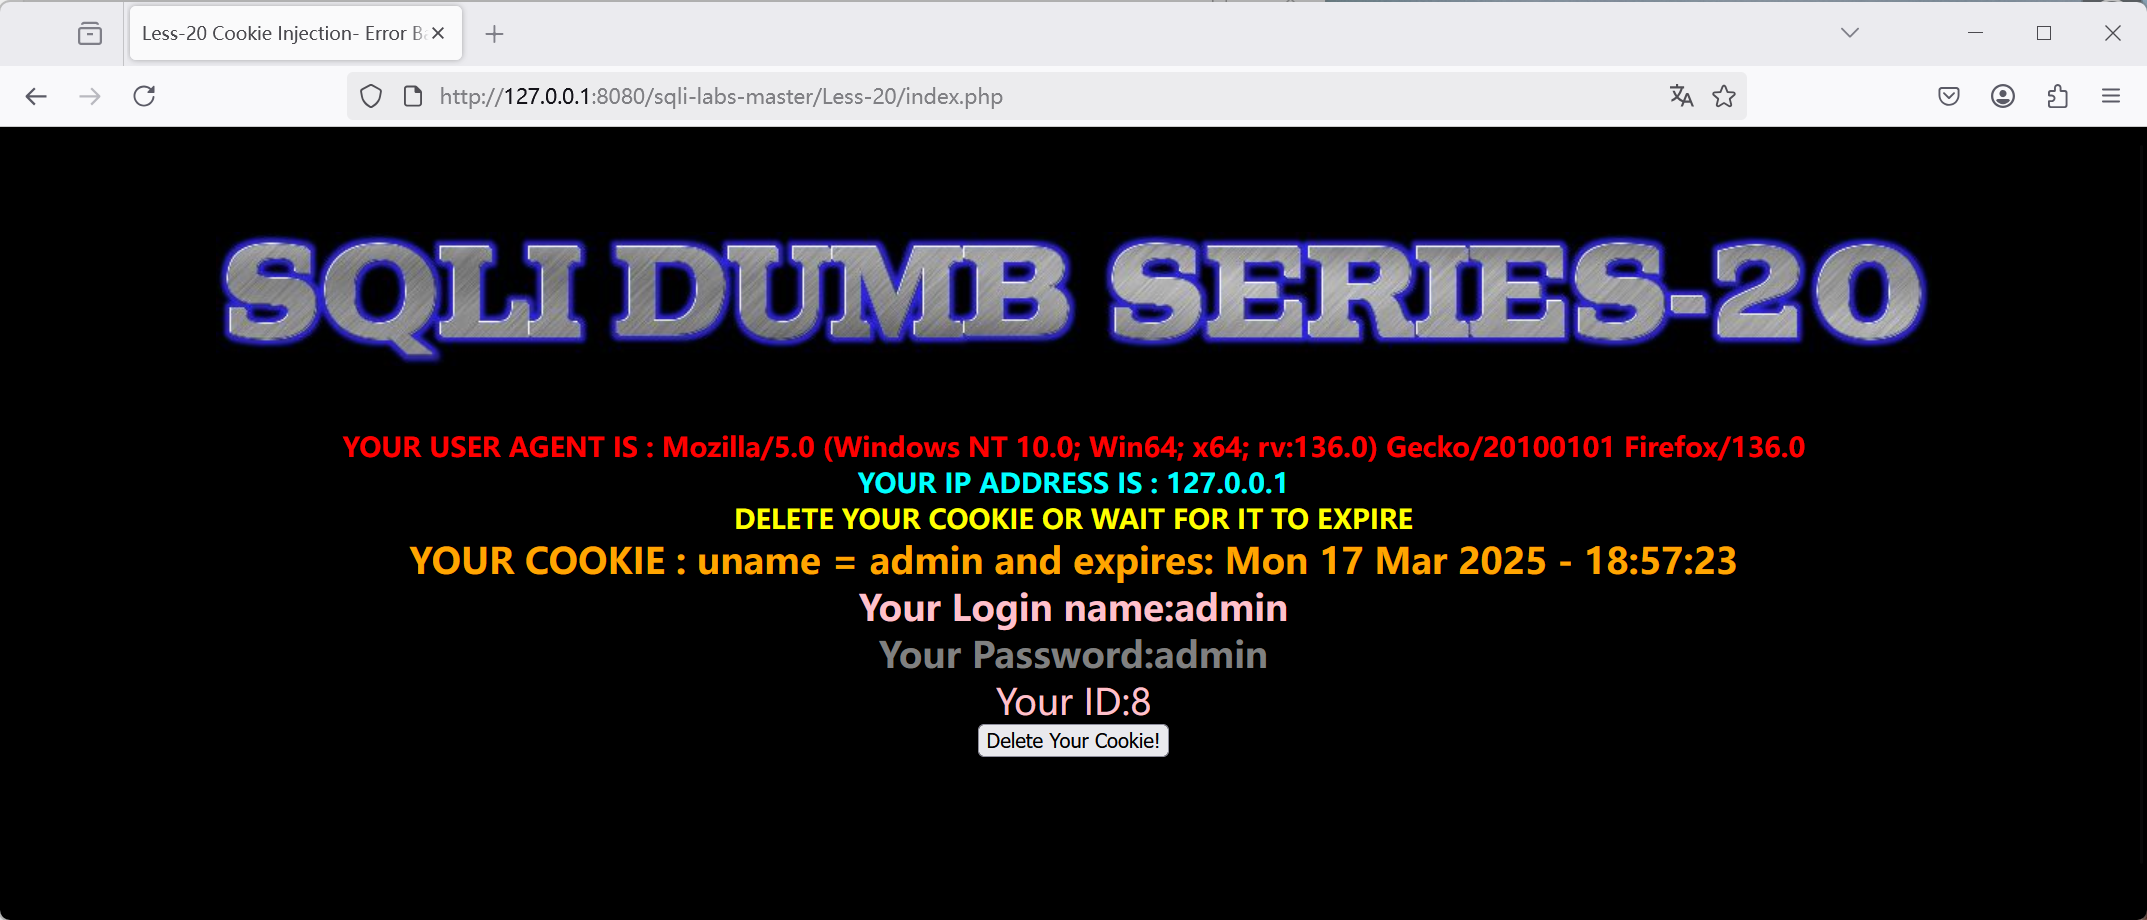 Less-20 Cookie Injection- Error B
http://127.0.0.1:8080/sqli-labs-master/Less-20/index.php
SQLI DUMB SERIES-20
YOUR USER AGENT IS : Mozilla/5.0 (Windows NT 10.0; Win64; x64; rv:136.0) Gecko/20100101 Firefox/136.0
YOUR IP ADDRESS IS : 127.0.0.1
DELETE YOUR COOKIE OR WAIT FOR IT TO EXPIRE
YOUR COOKIE : uname = admin and expires: Mon 17 Mar 2025 - 18:57:23
Your Login name:admin
Your Password:admin
Your ID:8
Delete Your Cookie!